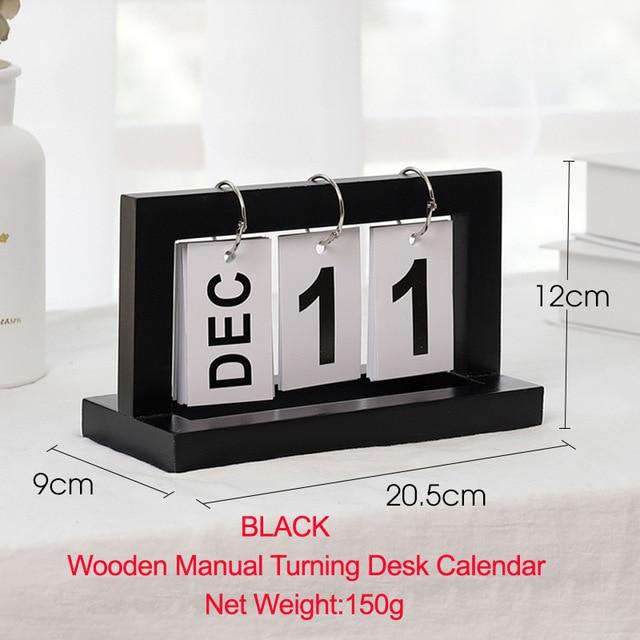 DEC
1
1
12cm
9cm
20.5cm
BLACK
Wooden Manual Turning Desk Calendar
Net Weight:150g